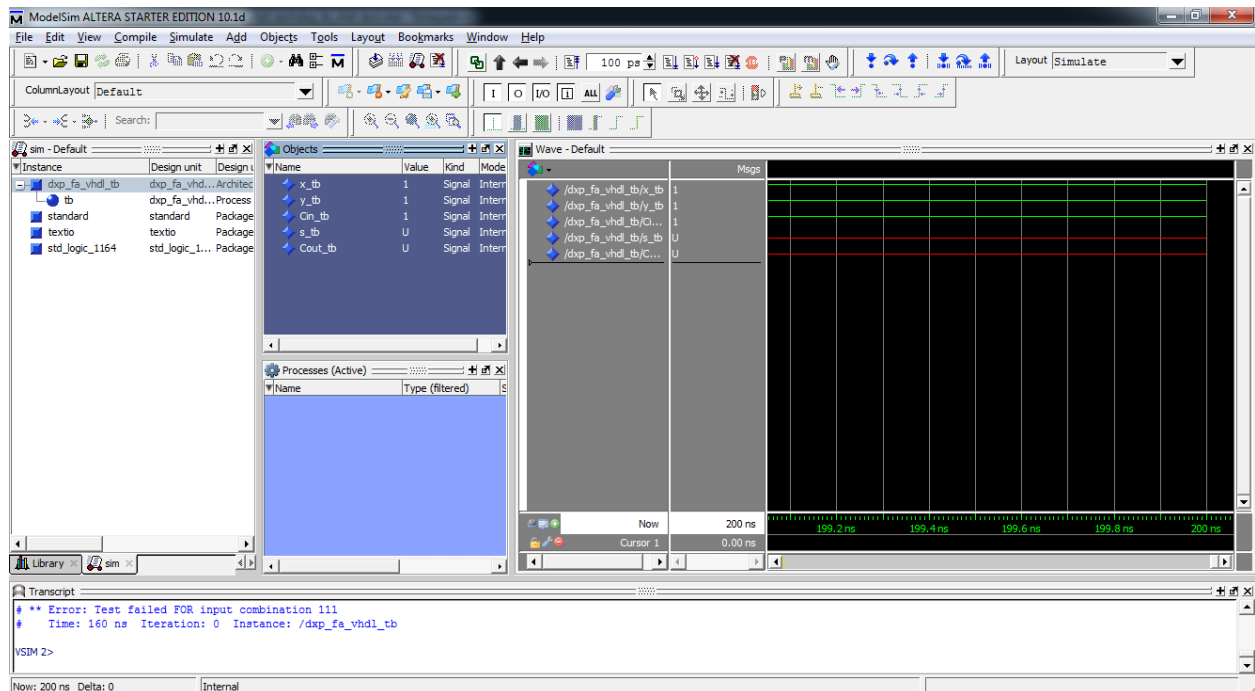 ModelSim ALTERA STARTER EDITION 10.1d
File Edit View Compile Simulate Add Objects Tools Layout Bookmarks Window Help
100 ps
Layout Simulate
ColumnLayout Default
I O I/O ALL
Search:
sim - Default
Instance Design unit Design u
dxp_fa_vhdl_tb dxp_fa_vhd... Architec
tb dxp_fa_vhd... Process
standard standard Package
textio textio Package
std_logic_1164 std_logic_1... Package
Library sim
Objects
Name Value Kind Mode
x_tb 1 Signal Intern
y_tb 1 Signal Intern
Cin_tb 1 Signal Intern
s_tb U Signal Intern
Cout_tb U Signal Intern
Processes (Active)
Name Type (filtered) S
Wave - Default
Msgs
/dxp_fa_vhdl_tb/x_tb 1
/dxp_fa_vhdl_tb/y_tb 1
/dxp_fa_vhdl_tb/Ci... 1
/dxp_fa_vhdl_tb/s_tb U
/dxp_fa_vhdl_tb/C... U
Now 200 ns
199.2 ns 199.4 ns 199.6 ns 199.8 ns 200 ns
Cursor 1 0.00 ns
Transcript
# ** Error: Test failed FOR input combination 111
# Time: 160 ns Iteration: 0 Instance: /dxp_fa_vhdl_tb
VSIM 2>
Now: 200 ns Delta: 0 Internal